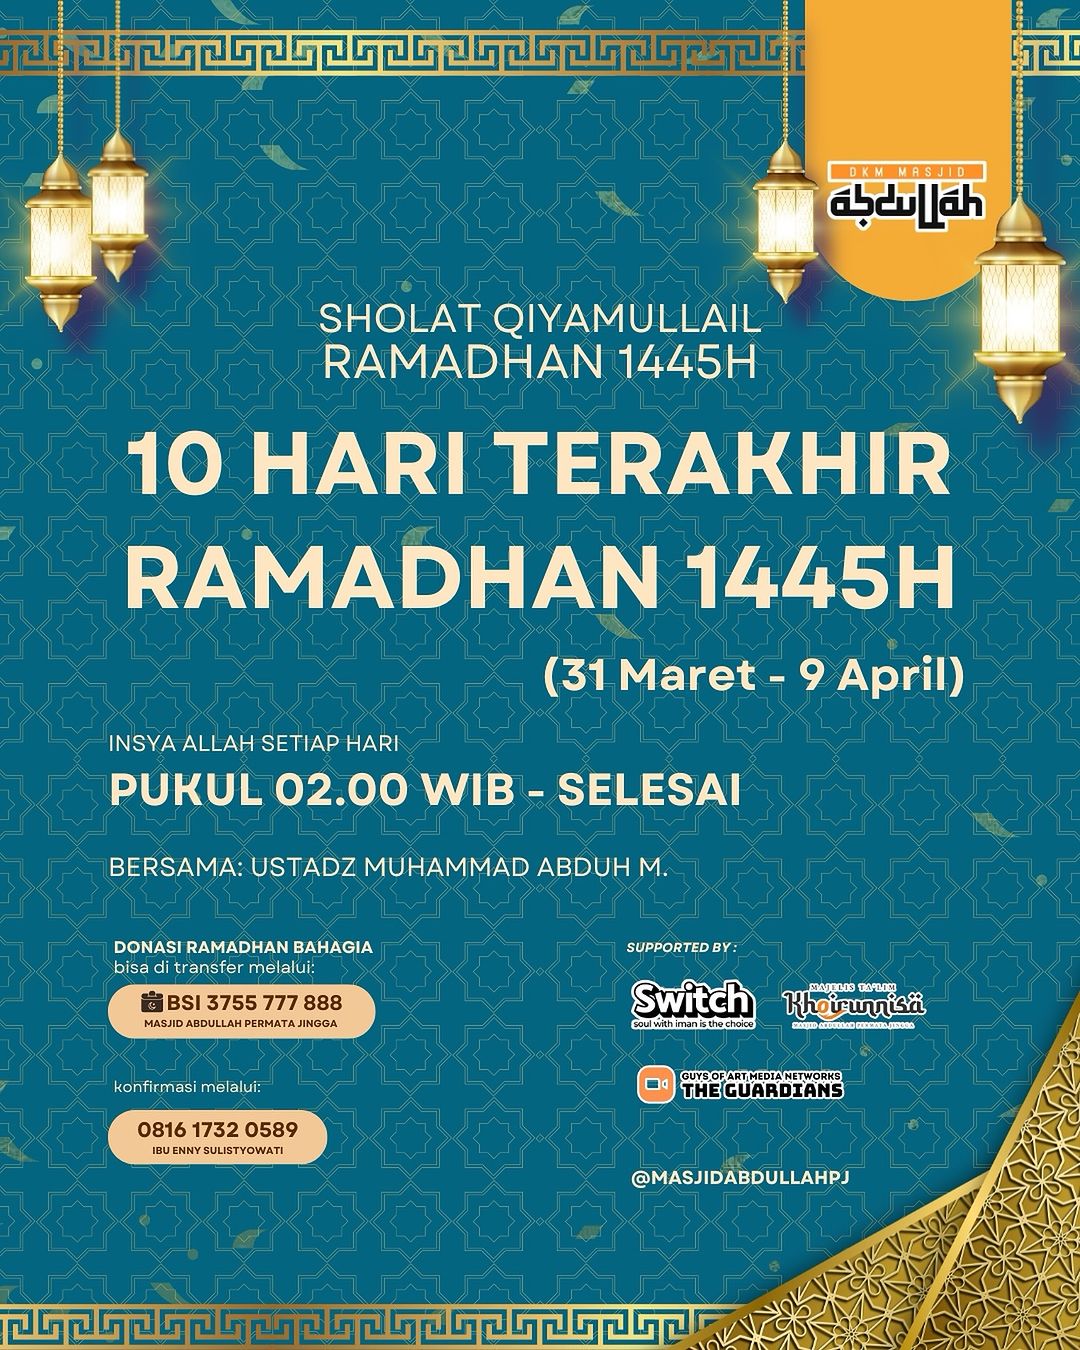 DKM MASJID
abdullah
SHOLAT QIYAMULLAIL
RAMADHAN 1445H
10 HARI TERAKHIR
RAMADHAN 1445H
(31 Maret - 9 April)
INSYA ALLAH SETIAP HARI
PUKUL 02.00 WIB - SELESAI
BERSAMA: USTADZ MUHAMMAD ABDUH M.
DONASI RAMADHAN BAHAGIA
bisa di transfer melalui:
BSI 3755 777 888
MASJID ABDULLAH PERMATA JINGGA
konfirmasi melalui:
0816 1732 0589
IBU ENNY SULISTYOWATI
SUPPORTED BY :
Switch
soul with iman is the choice
MAJELIS TA'LIM
Khoirunnisa
MASJID ABDULLAH PERMATA JINGGA
GUYS OF ART MEDIA NETWORKS
THE GUARDIANS
@MASJIDABDULLAHPJ